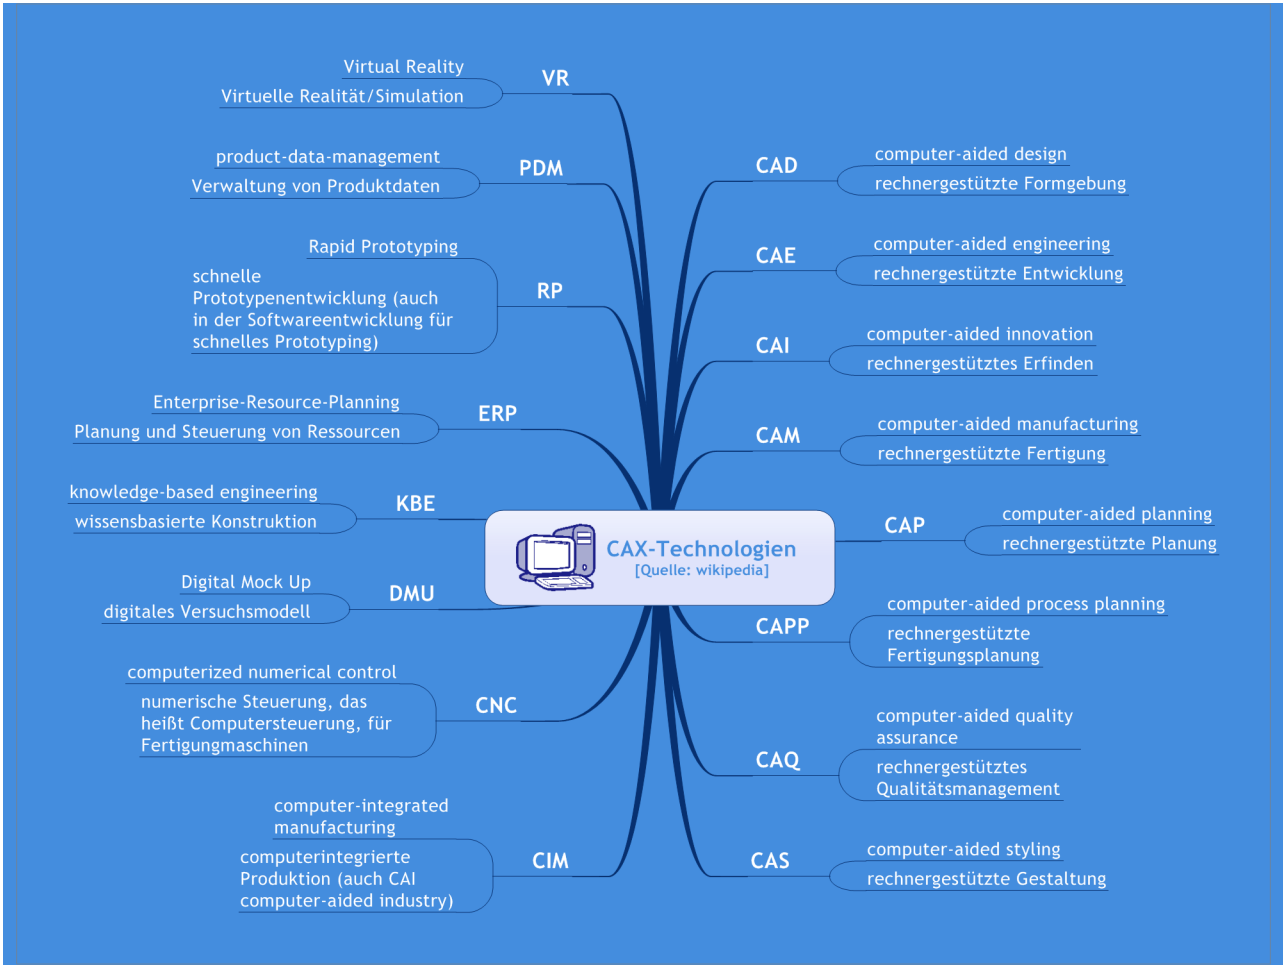 VR
Virtual Reality
Virtuelle Realität/Simulation
PDM
product-data-management
Verwaltung von Produktdaten
RP
Rapid Prototyping
schnelle
Prototypenentwicklung (auch
in der Softwareentwicklung für
schnelles Prototyping)
ERP
Enterprise-Resource-Planning
Planung und Steuerung von Ressourcen
KBE
knowledge-based engineering
wissensbasierte Konstruktion
DMU
Digital Mock Up
digitales Versuchsmodell
CNC
computerized numerical control
numerische Steuerung, das
heißt Computersteuerung, für
Fertigungmaschinen
CIM
computer-integrated
manufacturing
computerintegrierte
Produktion (auch CAI
computer-aided industry)
CAX-Technologien
[Quelle: wikipedia]
CAD
computer-aided design
rechnergestützte Formgebung
CAE
computer-aided engineering
rechnergestützte Entwicklung
CAI
computer-aided innovation
rechnergestütztes Erfinden
CAM
computer-aided manufacturing
rechnergestützte Fertigung
CAP
computer-aided planning
rechnergestützte Planung
CAPP
computer-aided process planning
rechnergestützte
Fertigungsplanung
CAQ
computer-aided quality
assurance
rechnergestütztes
Qualitätsmanagement
CAS
computer-aided styling
rechnergestützte Gestaltung